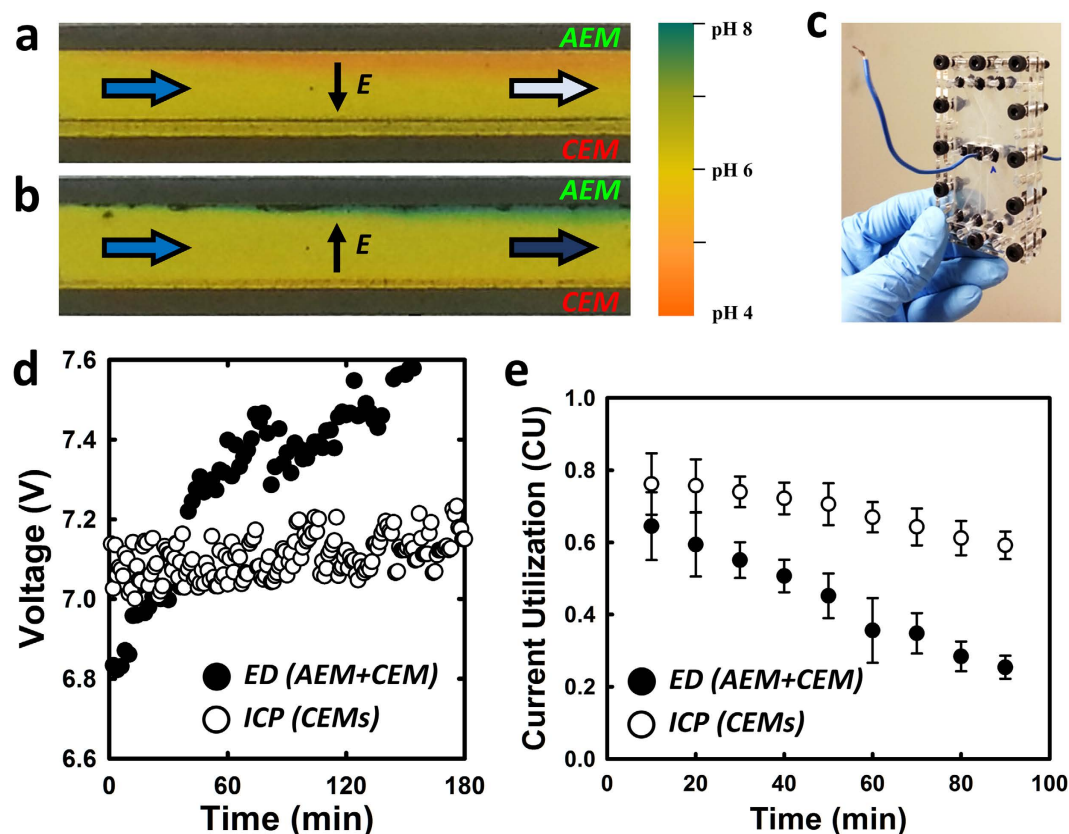 a
AEM
E
CEM
b
AEM
E
CEM
pH 8
pH 6
pH 4
c
d
Voltage (V)
7.6
7.4
7.2
7.0
6.8
6.6
0
60
120
180
Time (min)
ED (AEM+CEM)
ICP (CEMs)
e
Current Utilization (CU)
1.0
0.8
0.6
0.4
0.2
0.0
0
20
40
60
80
100
Time (min)
ED (AEM+CEM)
ICP (CEMs)